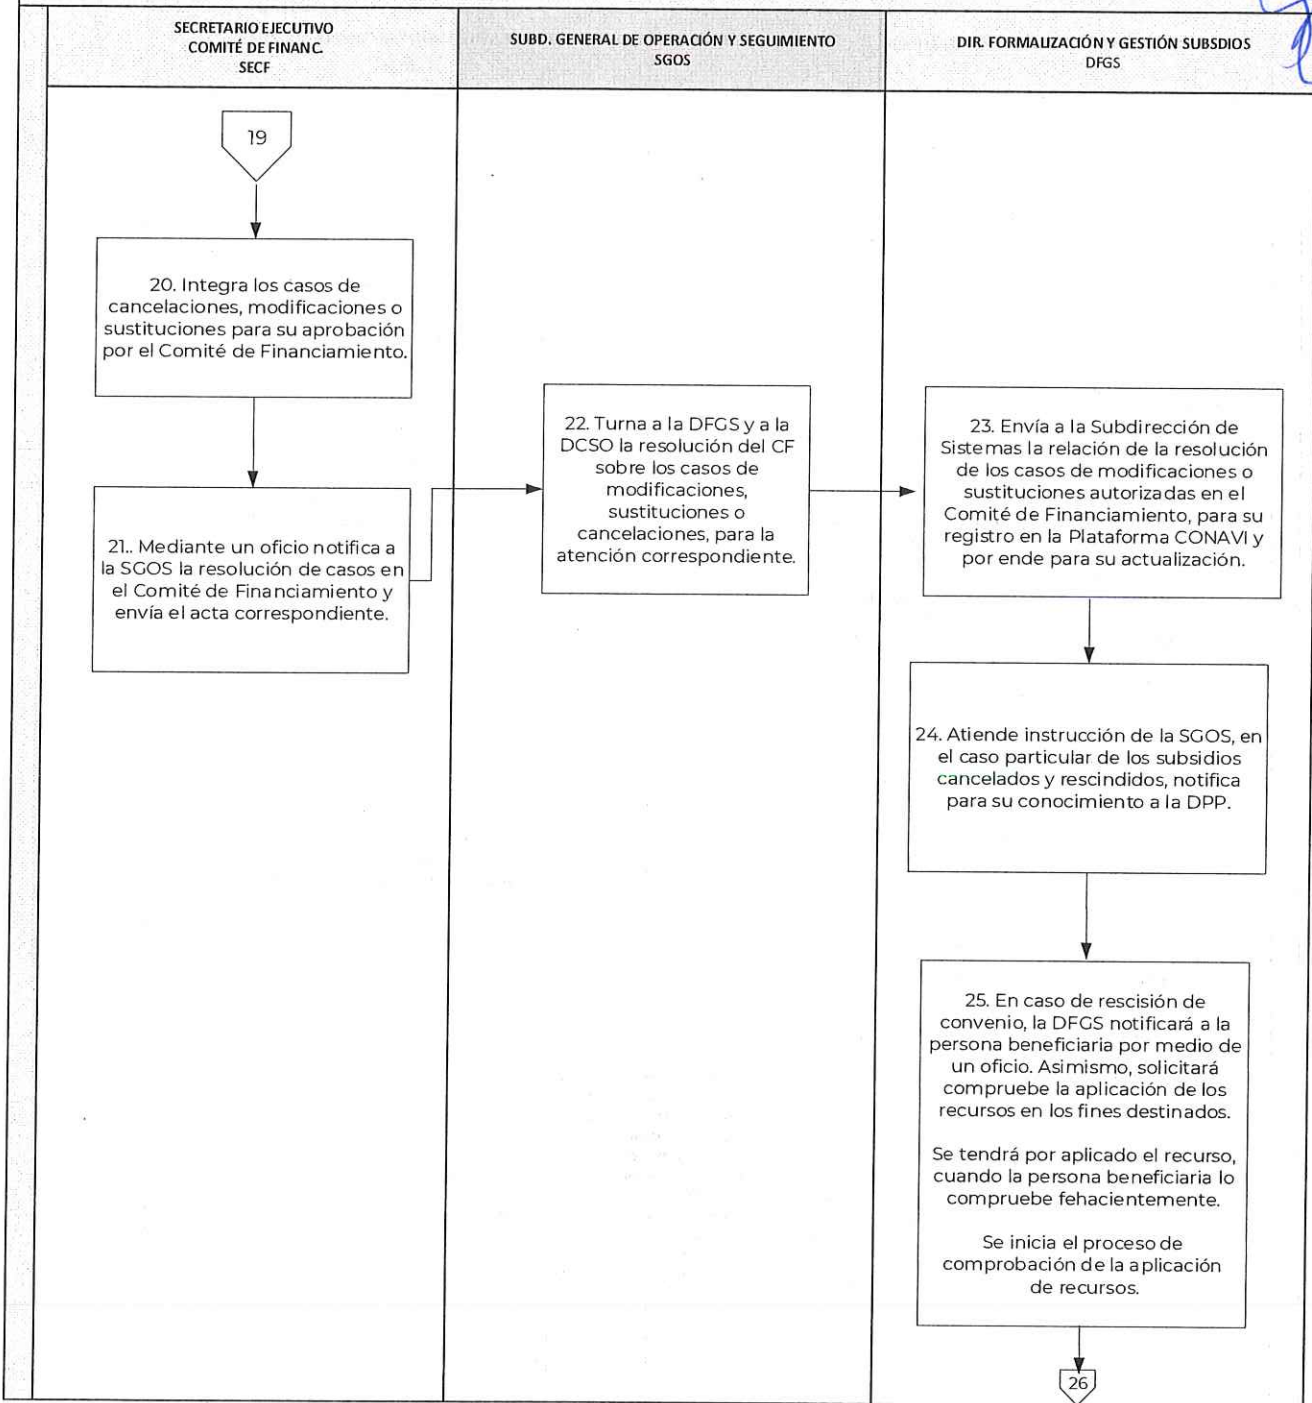 SECRETARIO EJECUTIVO
COMITÉ DE FINANC.
SECF
SUBD. GENERAL DE OPERACIÓN Y SEGUIMIENTO
SGOS
DIR. FORMALIZACIÓN Y GESTIÓN SUBSDIOS
DFGS
19
20. Integra los casos de
cancelaciones, modificaciones o
sustituciones para su aprobación
por el Comité de Financiamiento.
21.. Mediante un oficio notifica a
la SGOS la resolución de casos en
el Comité de Financiamiento y
envía el acta correspondiente.
22. Turna a la DFGS y a la
DCSO la resolución del CF
sobre los casos de
modificaciones,
sustituciones o
cancelaciones, para la
atención correspondiente.
23. Envía a la Subdirección de
Sistemas la relación de la resolución
de los casos de modificaciones o
sustituciones autorizadas en el
Comité de Financiamiento, para su
registro en la Plataforma CONAVI y
por ende para su actualización.
24. Atiende instrucción de la SGOS, en
el caso particular de los subsidios
cancelados y rescindidos, notifica
para su conocimiento a la DPP.
25. En caso de rescisión de
convenio, la DFGS notificará a la
persona beneficiaria por medio de
un oficio. Asimismo, solicitará
compruebe la aplicación de los
recursos en los fines destinados.
Se tendrá por aplicado el recurso,
cuando la persona beneficiaria lo
compruebe fehacientemente.
Se inicia el proceso de
comprobación de la aplicación
de recursos.
26